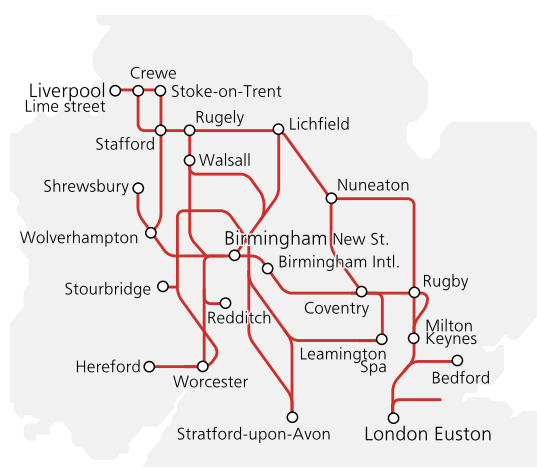 Crewe
Liverpool
Lime street
Stoke-on-Trent
Rugely
Lichfield
Stafford
Walsall
Shrewsbury
Nuneaton
Wolverhampton
Birmingham New St.
Birmingham Intl.
Stourbridge
Rugby
Coventry
Redditch
Milton
Keynes
Leamington
Spa
Hereford
Worcester
Bedford
Stratford-upon-Avon
London Euston